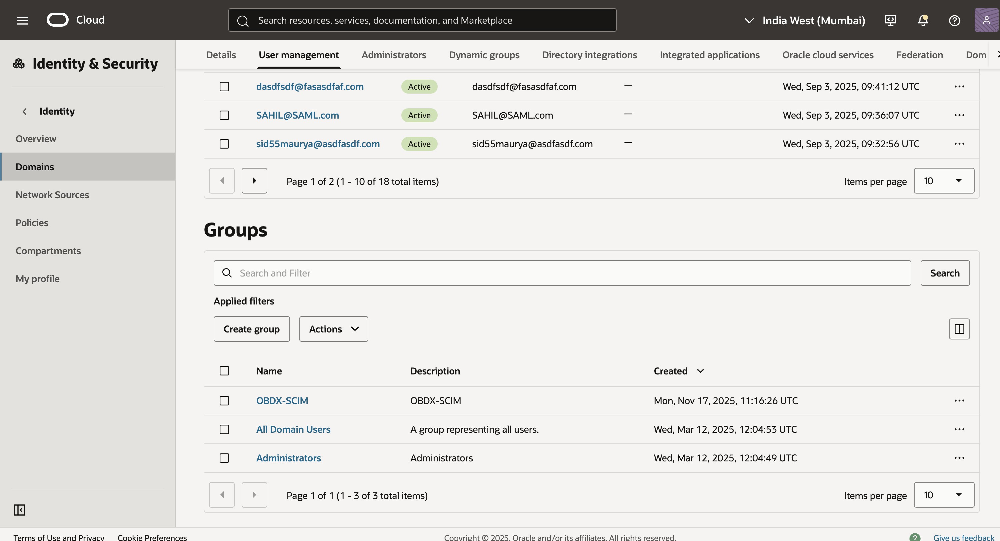 Cloud
Search resources, services, documentation, and Marketplace
India West (Mumbai)
Identity & Security
Identity
Overview
Domains
Network Sources
Policies
Compartments
My profile
Details User management Administrators Dynamic groups Directory integrations Integrated applications Oracle cloud services Federation Dom
dasdfsdf@fasasdfaf.com Active dasdfsdf@fasasdfaf.com — Wed, Sep 3, 2025, 09:41:12 UTC
SAHIL@SAML.com Active SAHIL@SAML.com — Wed, Sep 3, 2025, 09:36:07 UTC
sid55maurya@asdfasdf.com Active sid55maurya@asdfasdf.com — Wed, Sep 3, 2025, 09:32:56 UTC
Page 1 of 2 (1 - 10 of 18 total items) Items per page 10
Groups
Search and Filter Search
Applied filters
Create group Actions
Name Description Created
OBDX-SCIM OBDX-SCIM Mon, Nov 17, 2025, 11:16:26 UTC
All Domain Users A group representing all users. Wed, Mar 12, 2025, 12:04:53 UTC
Administrators Administrators Wed, Mar 12, 2025, 12:04:49 UTC
Page 1 of 1 (1 - 3 of 3 total items) Items per page 10
Terms of Use and Privacy Cookie Preferences Copyright © 2025, Oracle and/or its affiliates. All rights reserved. Give us feedback